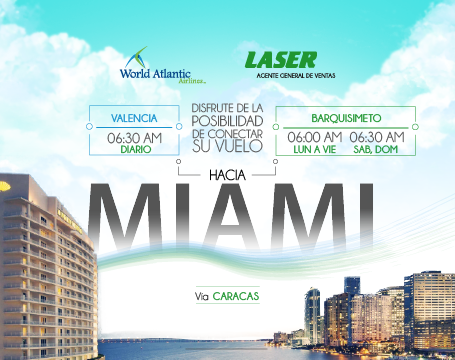 World Atlantic
Airlines
LASER
AGENTE GENERAL DE VENTAS
VALENCIA
06:30 AM
DIARIO
DISFRUTE DE LA
POSIBILIDAD
DE CONECTAR
SU VUELO
BARQUISIMETO
06:00 AM 06:30 AM
LUN A VIE SAB, DOM
HACIA
MIAMI
Vía CARACAS